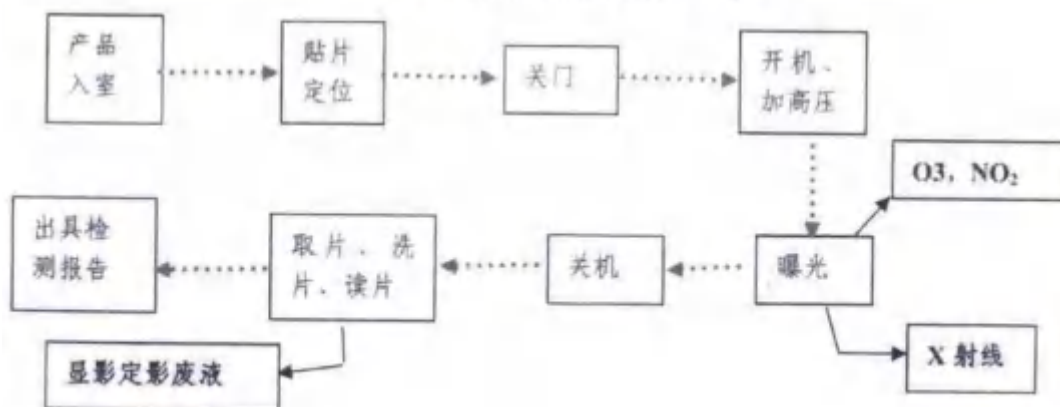 产品
入室
贴片
定位
关门
开机、
加高压
O3，NO₂
曝光
X 射线
关机
取片、洗
片、读片
显影定影废液
出具检
测报告